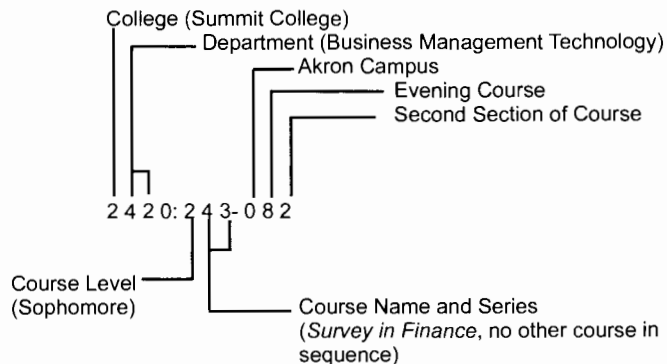 College (Summit College)
Department (Business Management Technology)
Akron Campus
Evening Course
Second Section of Course
2 4 2 0: 2 4 3- 0 8 2
Course Level
(Sophomore)
Course Name and Series
(Survey in Finance, no other course in
sequence)